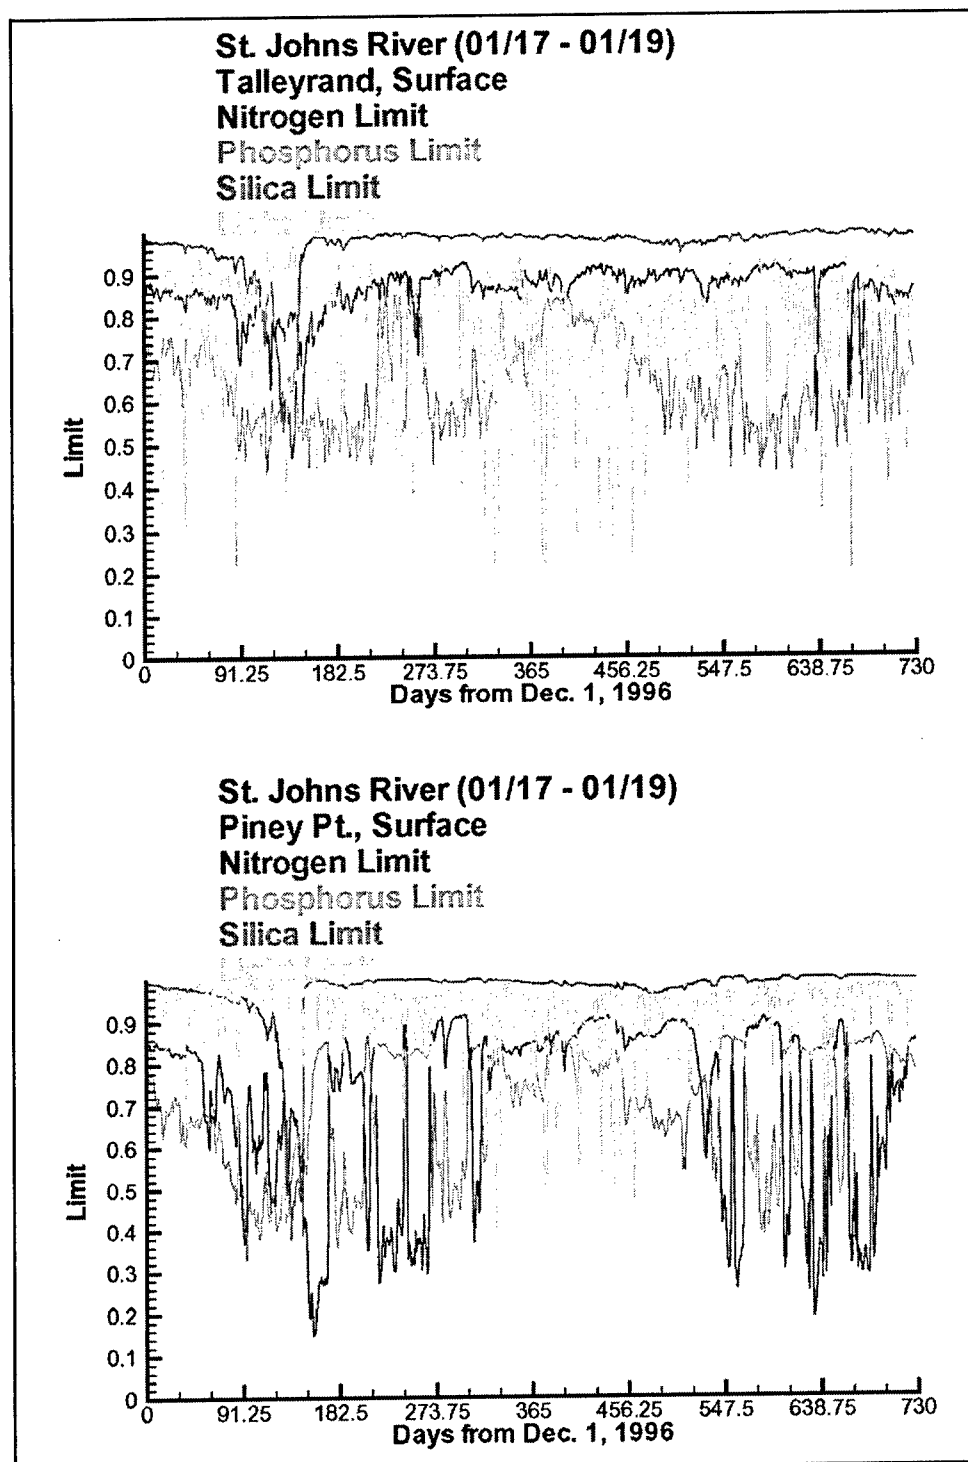 St. Johns River (01/17 - 01/19)
Talleyrand, Surface
Nitrogen Limit
Phosphorus Limit
Silica Limit
0.9
0.8
0.7
0.6
0.5
0.4
0.3
0.2
0.1
0
Limit
0 91.25 182.5 273.75 365 456.25 547.5 638.75 730
Days from Dec. 1, 1996
St. Johns River (01/17 - 01/19)
Piney Pt., Surface
Nitrogen Limit
Phosphorus Limit
Silica Limit
0.9
0.8
0.7
0.6
0.5
0.4
0.3
0.2
0.1
0
Limit
0 91.25 182.5 273.75 365 456.25 547.5 638.75 730
Days from Dec. 1, 1996